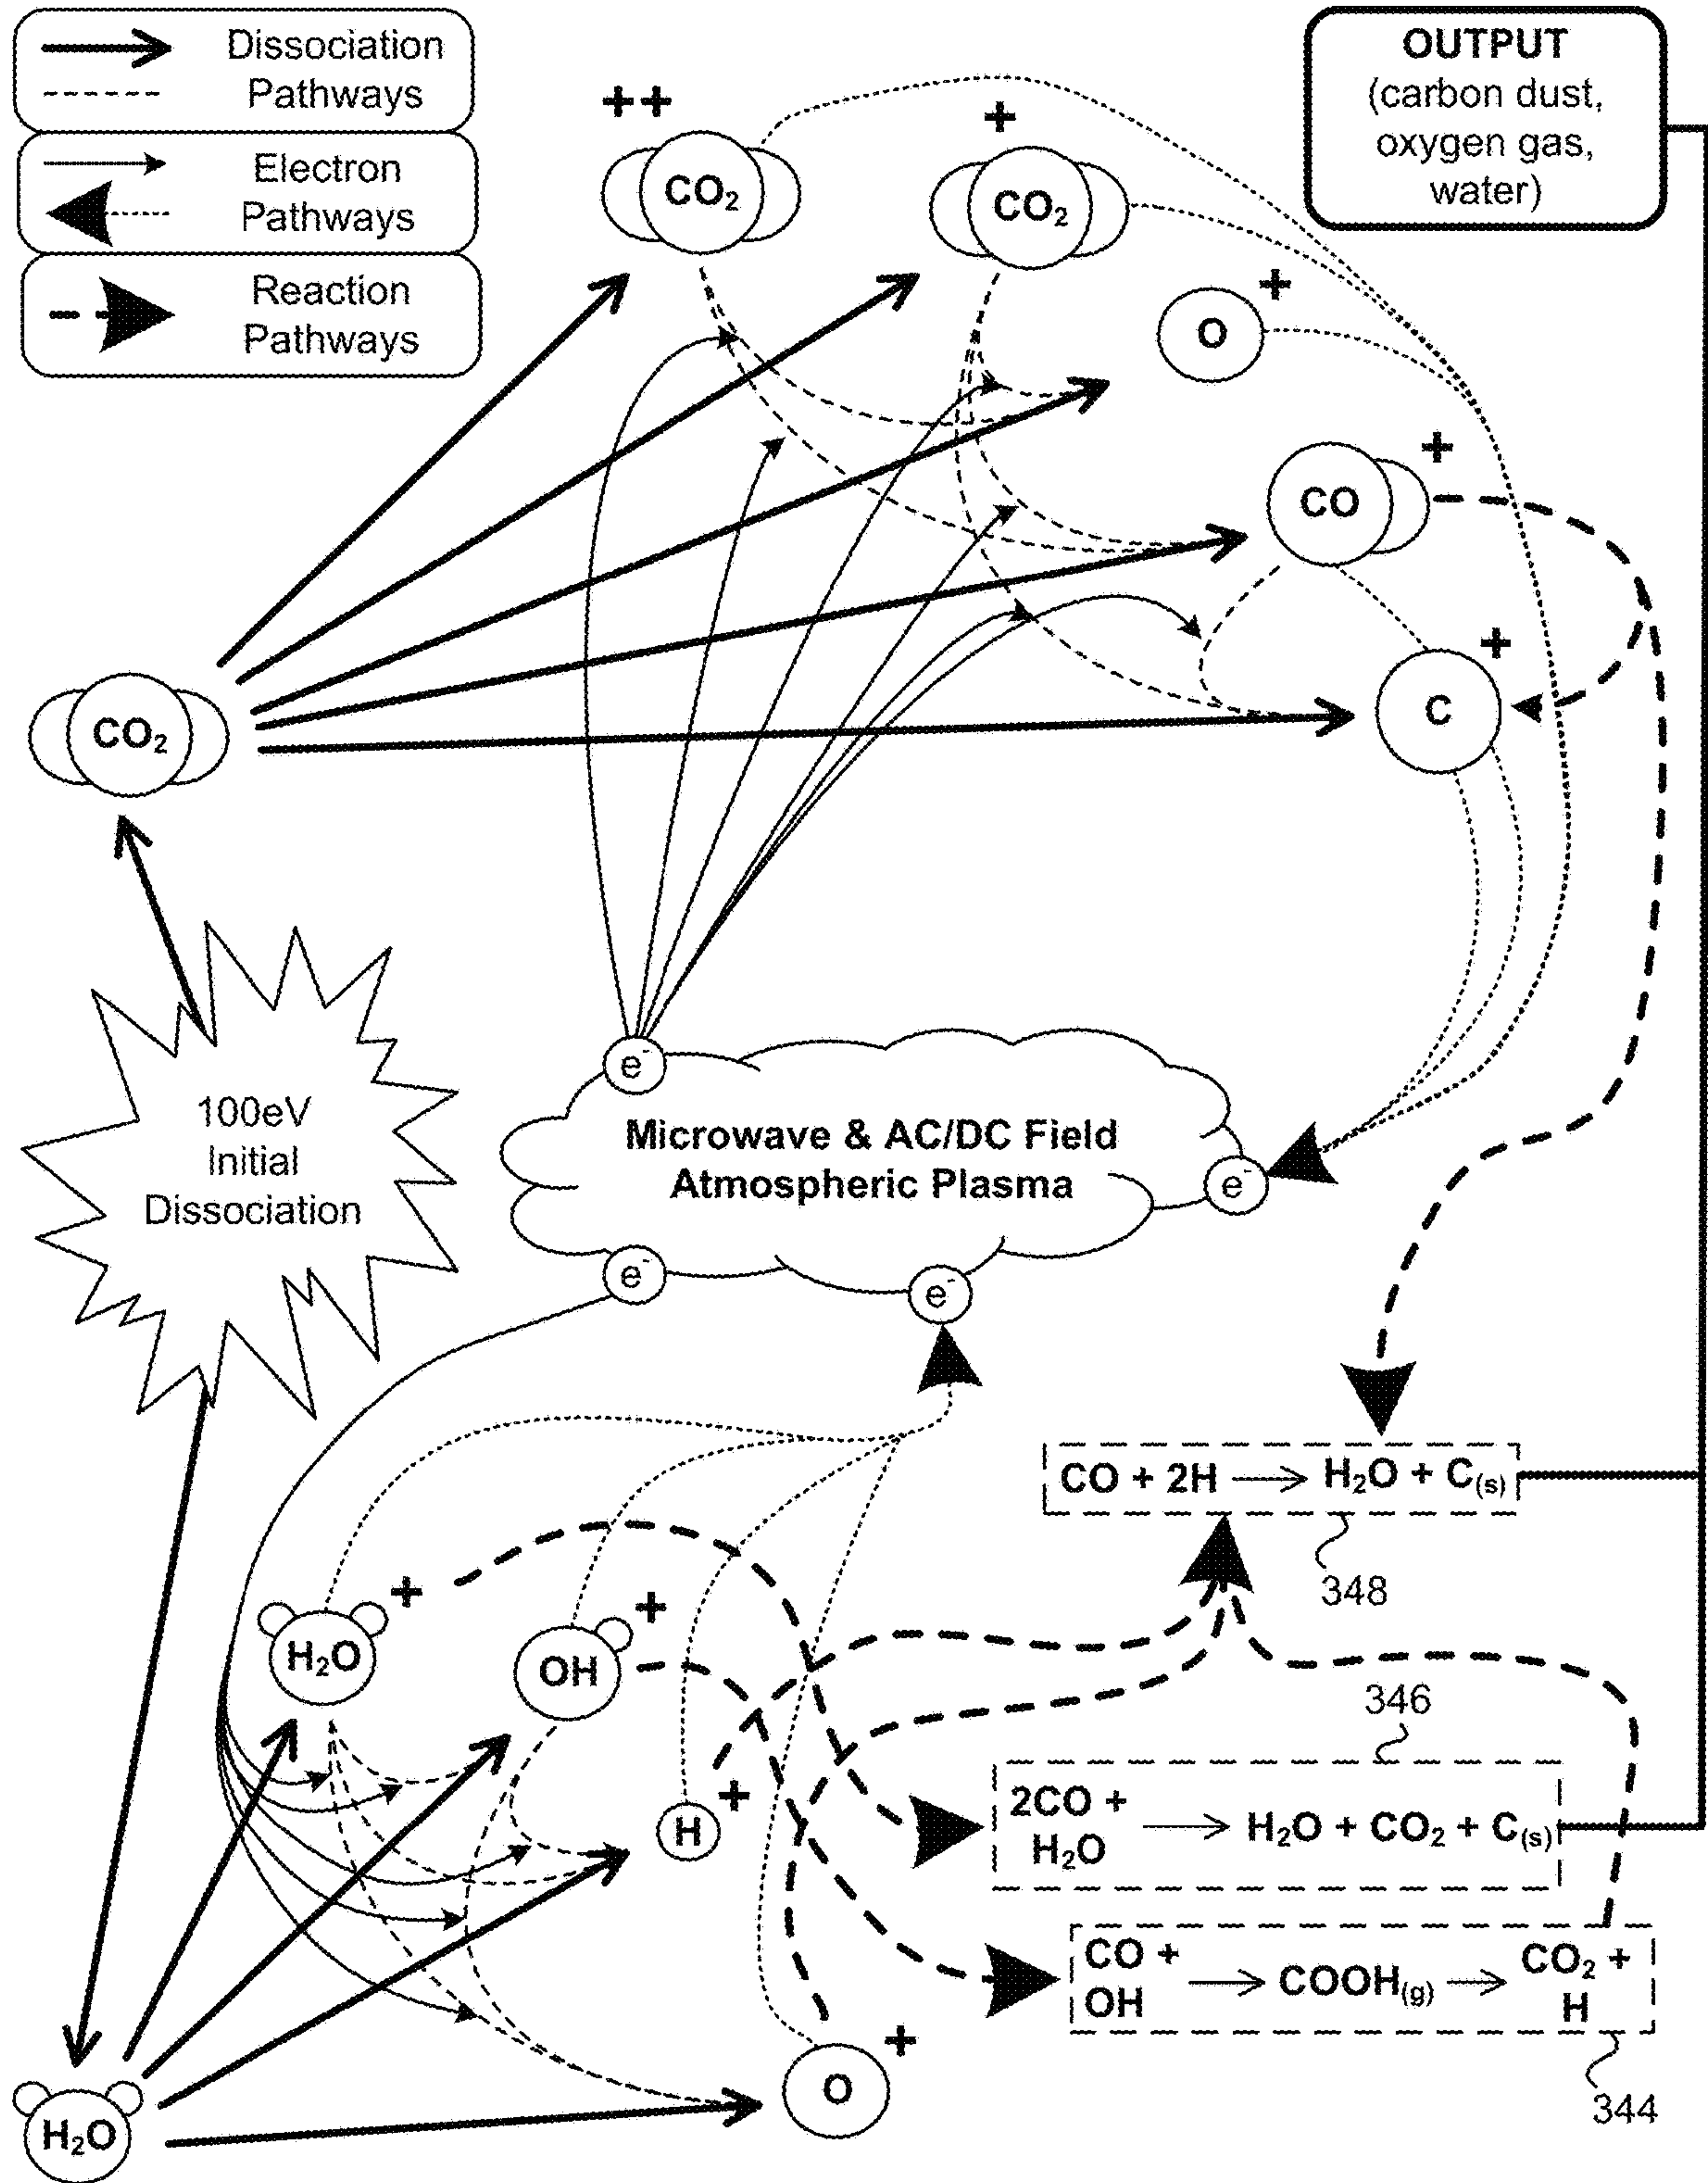 Dissociation
Pathways
Electron
Pathways
Reaction
Pathways
OUTPUT
(carbon dust,
oxygen gas,
water)
++
CO₂
+
CO₂
+
O
+
CO
+
C
CO₂
100eV
Initial
Dissociation
e⁻
Microwave & AC/DC Field
Atmospheric Plasma
e⁻
e⁻
e⁻
CO + 2H → H₂O + C(s)
348
+
H₂O
+
OH
+
H
346
2CO +
H₂O → H₂O + CO₂ + C(s)
CO +
OH → COOH(g) → CO₂ +
H
344
+
O
H₂O